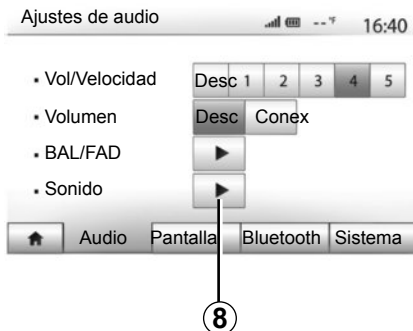 Ajustes de audio --°F 16:40
Vol/Velocidad Desc 1 2 3 4 5
Volumen Desc Conex
BAL/FAD
Sonido
Audio Pantalla Bluetooth Sistema
8